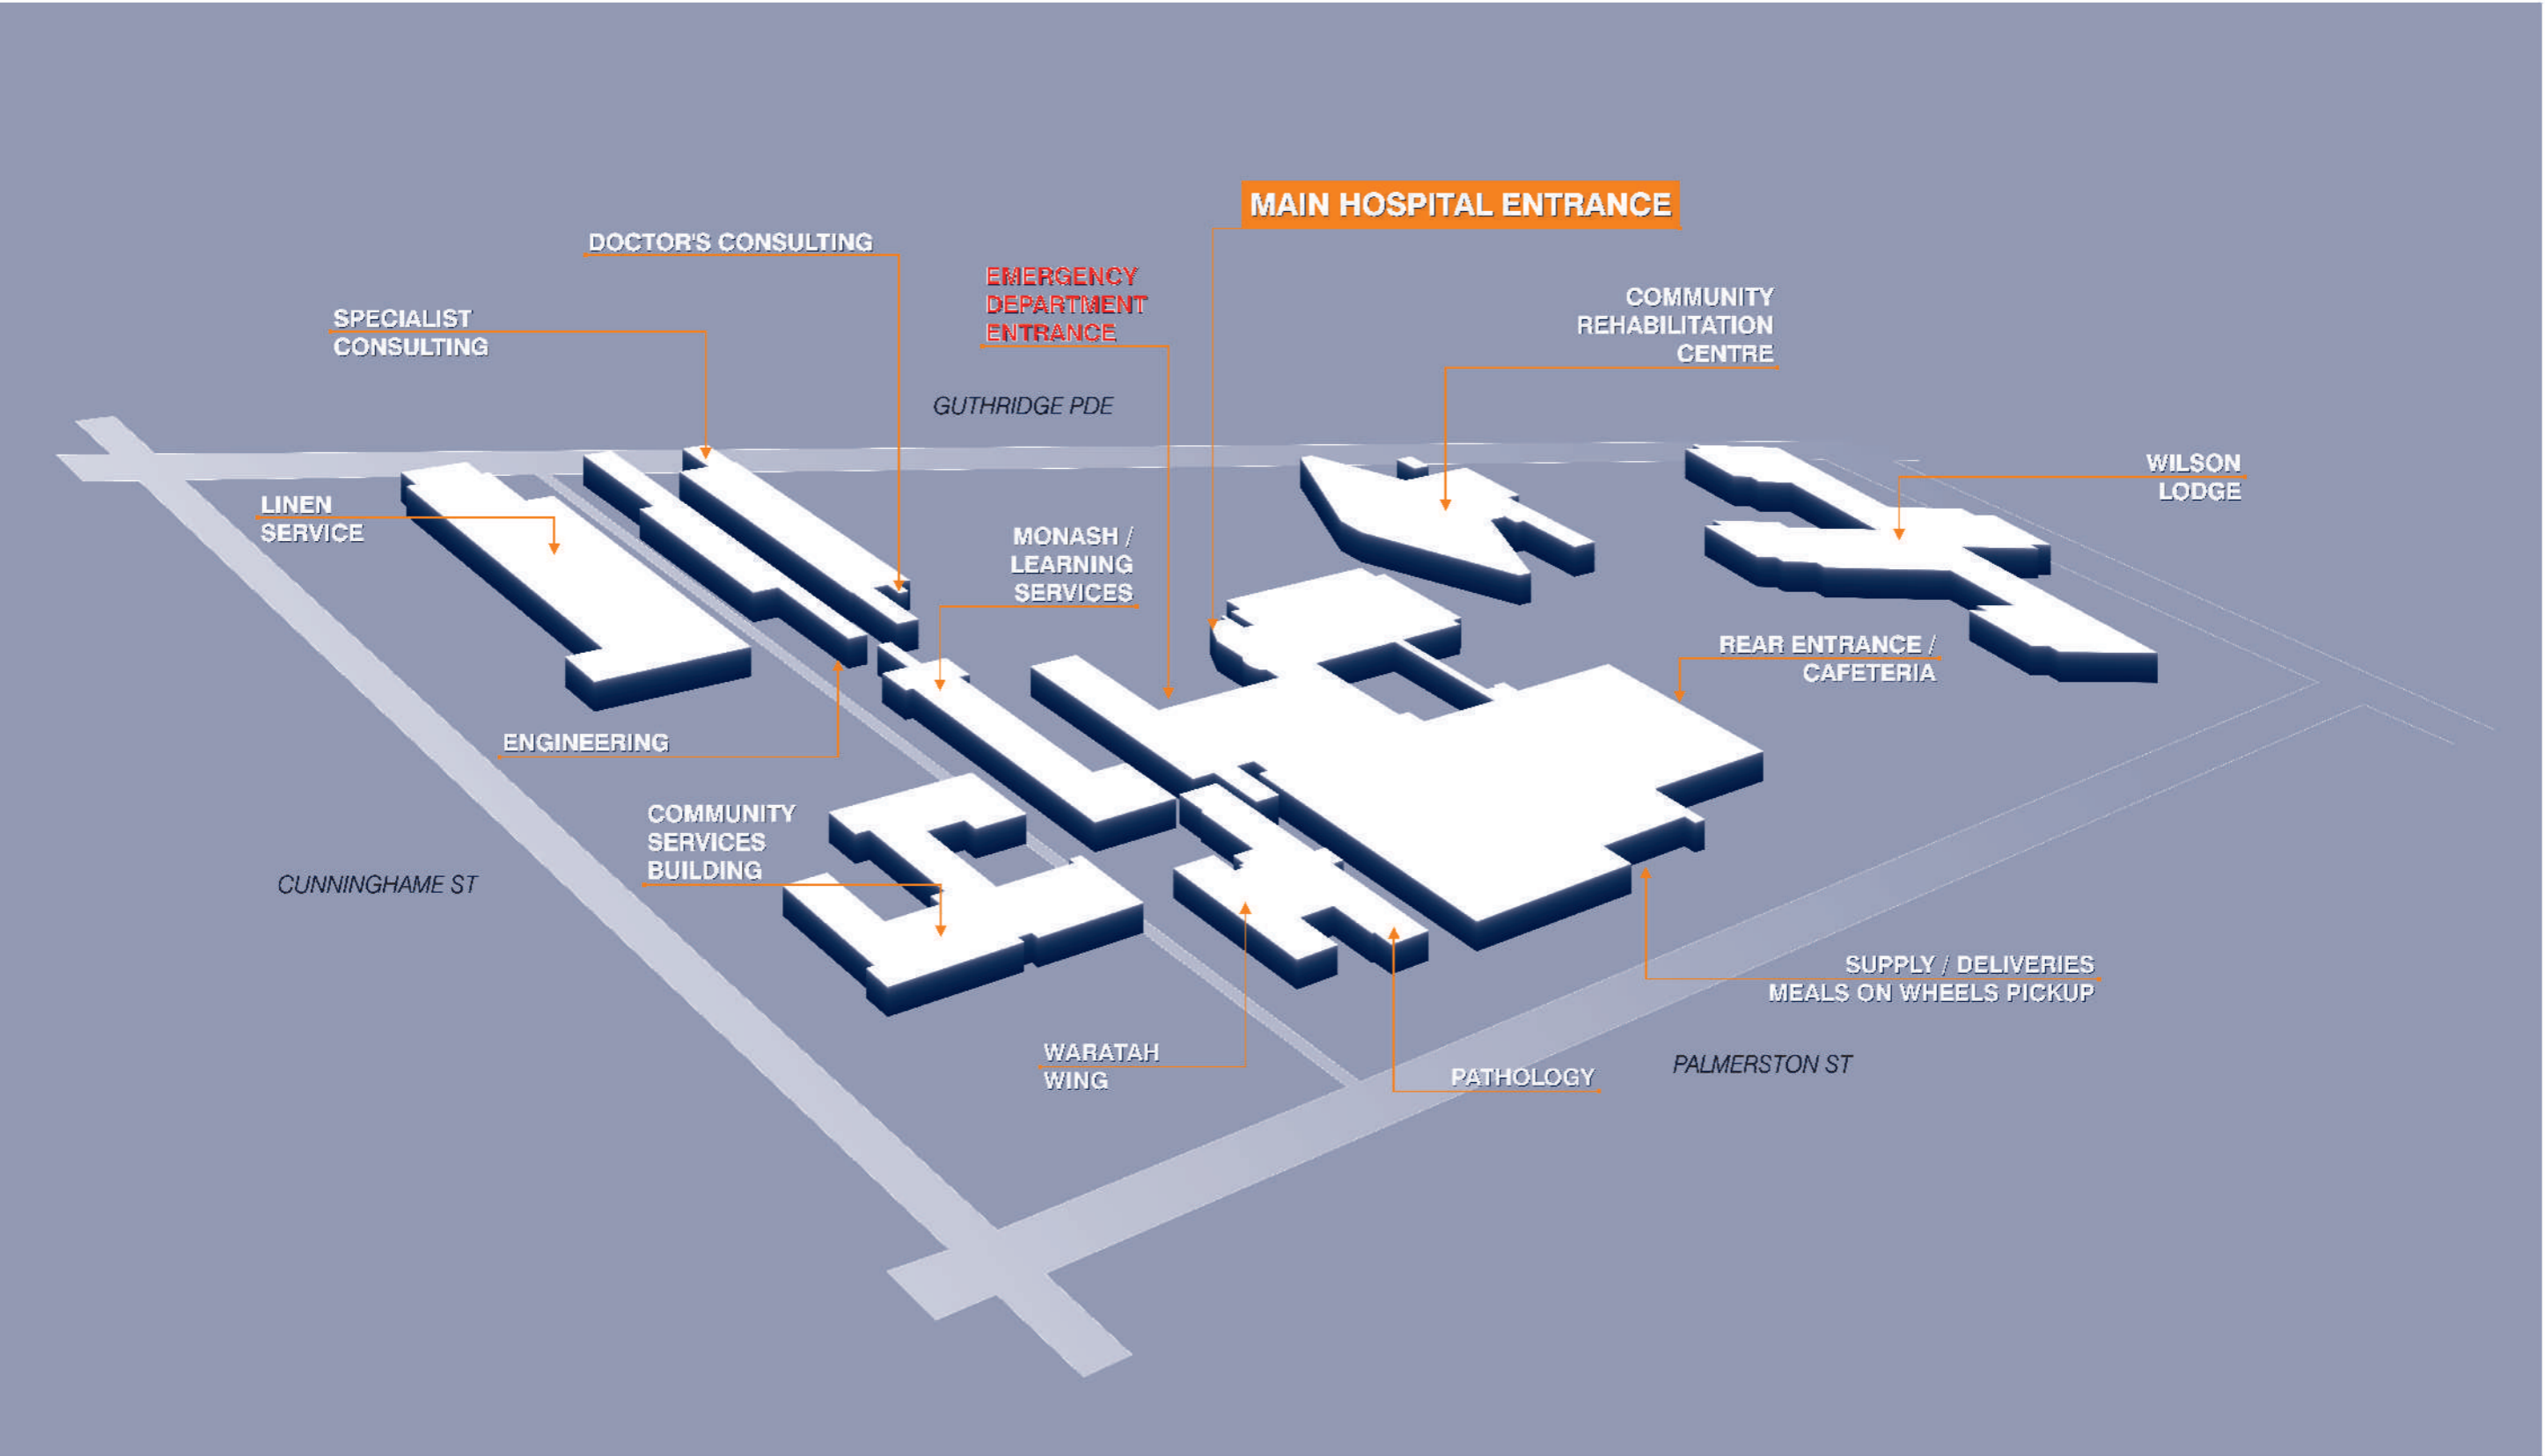 MAIN HOSPITAL ENTRANCE
DOCTOR'S CONSULTING
EMERGENCY
DEPARTMENT
ENTRANCE
COMMUNITY
REHABILITATION
CENTRE
SPECIALIST
CONSULTING
GUTHRIDGE PDE
WILSON
LODGE
LINEN
SERVICE
MONASH /
LEARNING
SERVICES
REAR ENTRANCE /
CAFETERIA
ENGINEERING
COMMUNITY
SERVICES
BUILDING
CUNNINGHAME ST
SUPPLY / DELIVERIES
MEALS ON WHEELS PICKUP
WARATAH
WING
PATHOLOGY
PALMERSTON ST